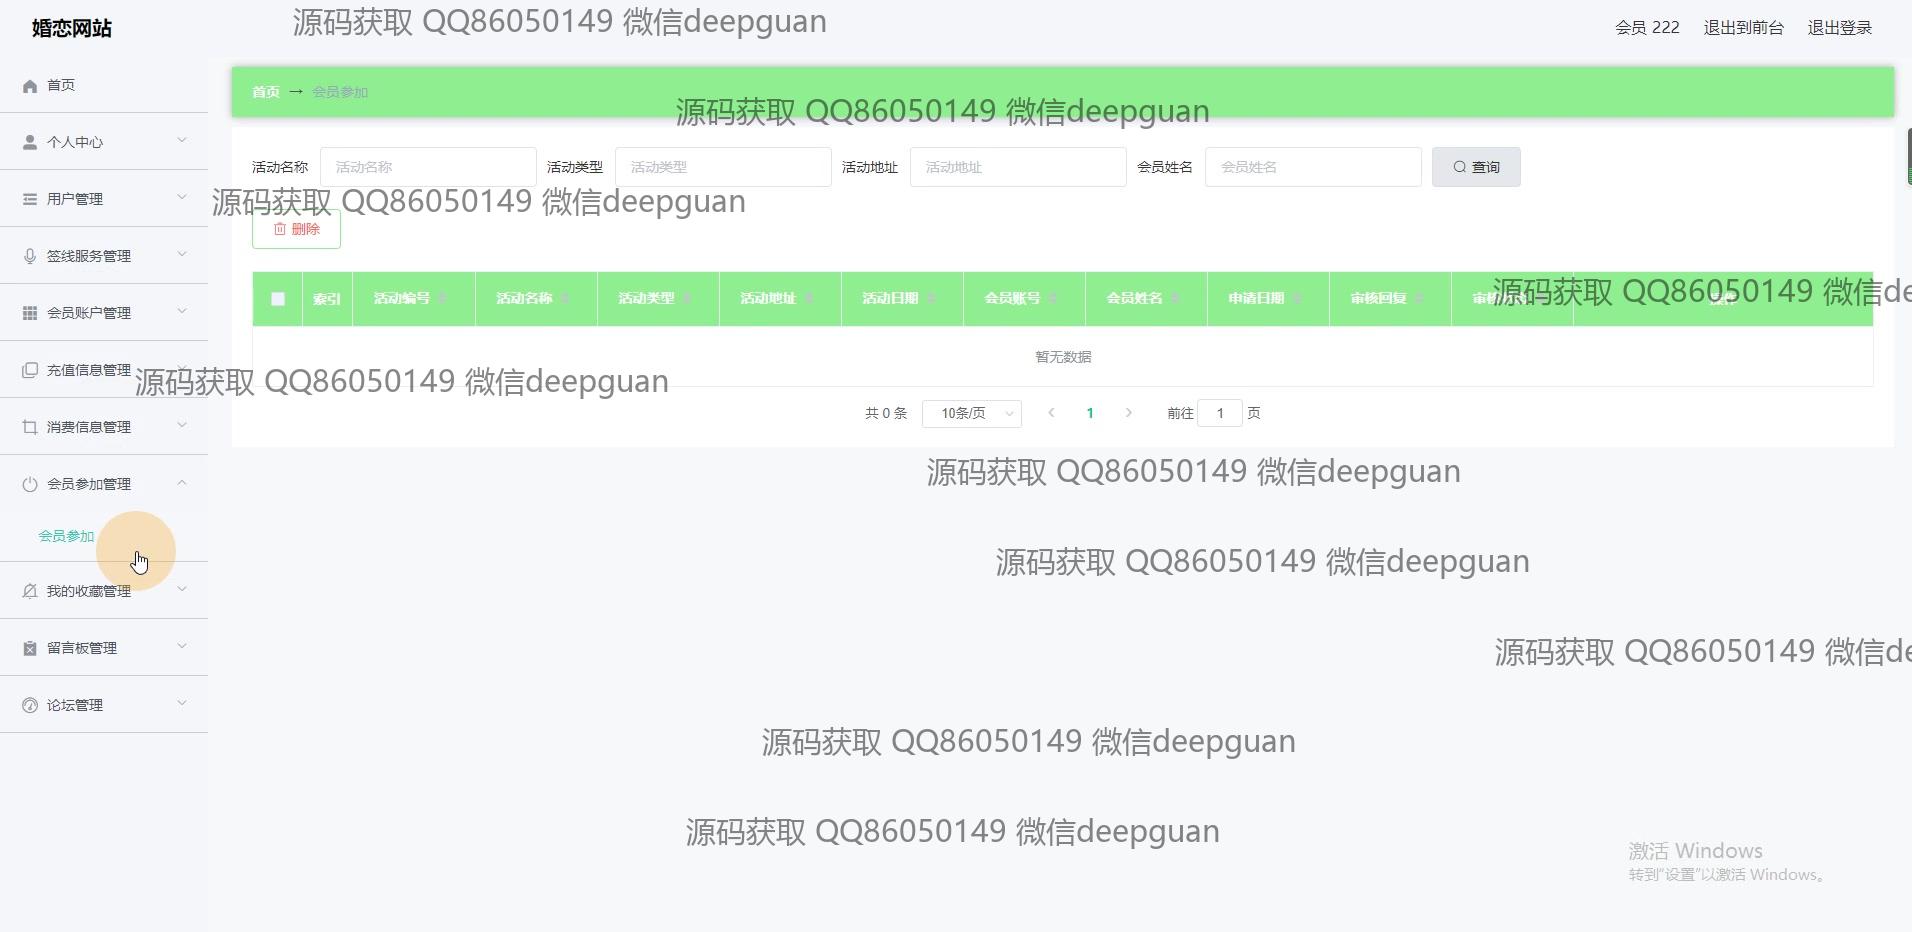 婚恋网站
源码获取 QQ86050149 微信deepguan
会员 222 退出到前台 退出登录
首页
个人中心
用户管理
签线服务管理
会员账户管理
充值信息管理
消费信息管理
会员参加管理
会员参加
我的收藏管理
留言板管理
论坛管理
首页 → 会员参加
源码获取 QQ86050149 微信deepguan
活动名称 活动名称 活动类型 活动类型 活动地址 活动地址 会员姓名 会员姓名 查询
源码获取 QQ86050149 微信deepguan
删除
索引 活动编号 活动名称 活动类型 活动地址 活动日期 会员账号 会员姓名 申请日期 审核回复
源码获取 QQ86050149 微信de
暂无数据
源码获取 QQ86050149 微信deepguan
共 0 条 10条/页 1 前往 1 页
源码获取 QQ86050149 微信deepguan
源码获取 QQ86050149 微信deepguan
源码获取 QQ86050149 微信de
源码获取 QQ86050149 微信deepguan
源码获取 QQ86050149 微信deepguan
激活 Windows
转到“设置”以激活 Windows。